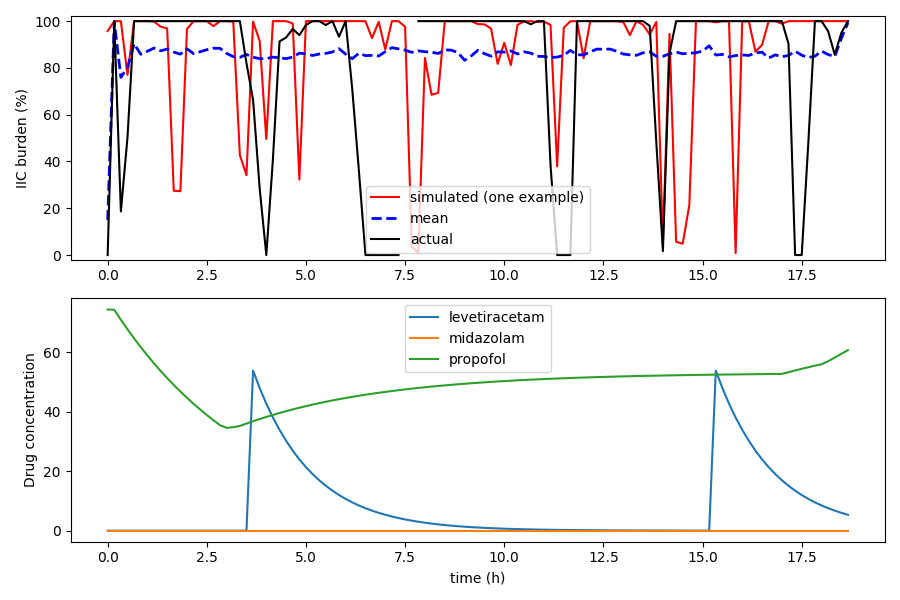 100
80
60
40
20
0
IIC burden (%)
simulated (one example)
mean
actual
0.0 2.5 5.0 7.5 10.0 12.5 15.0 17.5
60
40
20
0
Drug concentration
levetiracetam
midazolam
propofol
0.0 2.5 5.0 7.5 10.0 12.5 15.0 17.5
time (h)